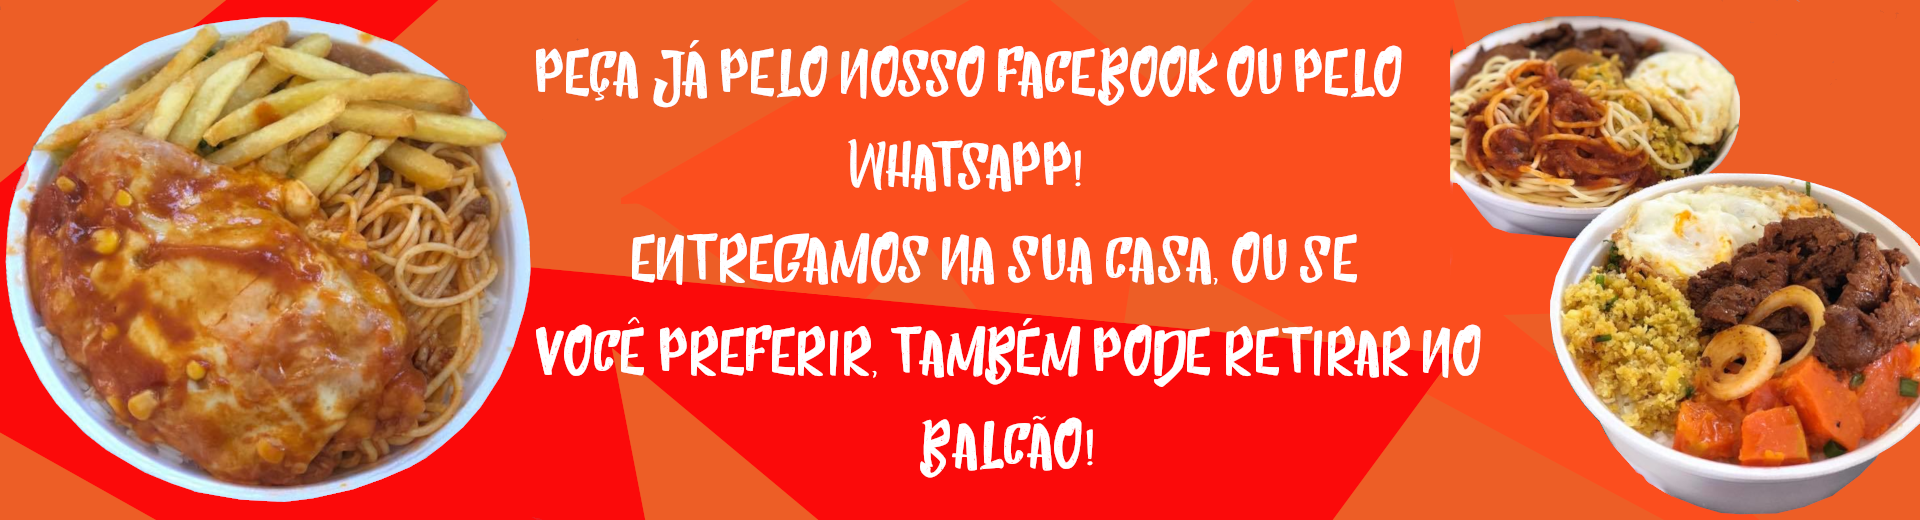 PEÇA JÁ PELO NOSSO FACEBOOK OU PELO
WHATSAPP!
ENTREGAMOS NA SUA CASA, OU SE
VOCÊ PREFERIR, TAMBÉM PODE RETIRAR NO
BALCÃO!